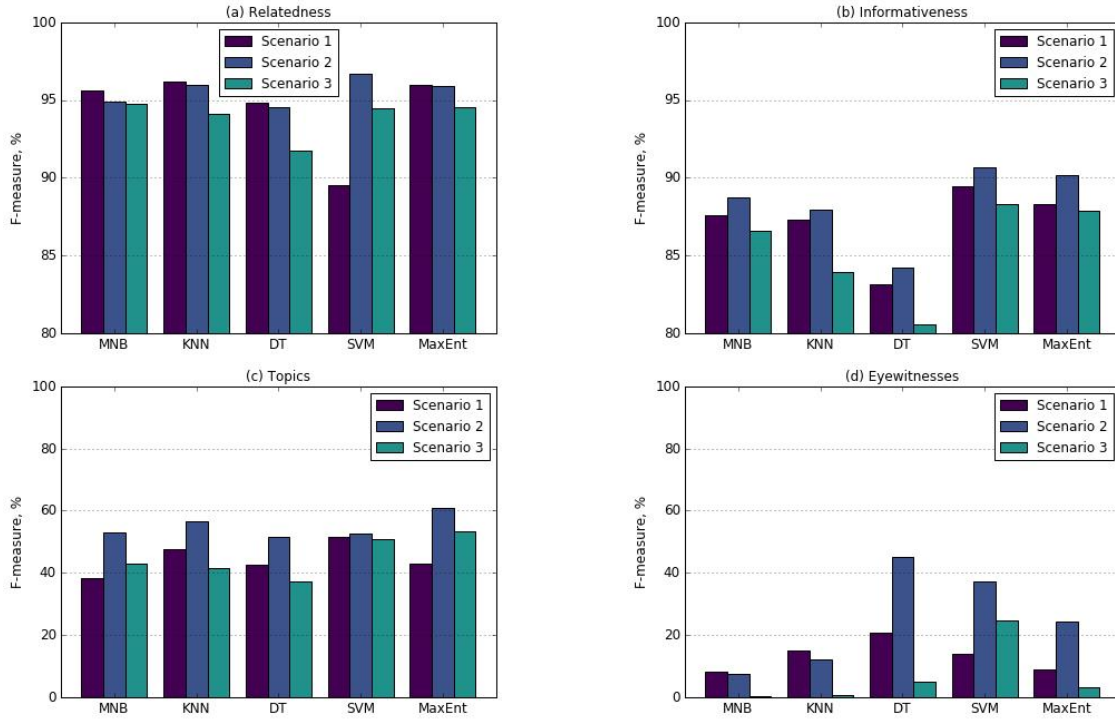 (a) Relatedness
F-measure, %
100
95
90
85
80
Scenario 1
Scenario 2
Scenario 3
MNB KNN DT SVM MaxEnt
(b) Informativeness
F-measure, %
100
95
90
85
80
Scenario 1
Scenario 2
Scenario 3
MNB KNN DT SVM MaxEnt
(c) Topics
F-measure, %
100
80
60
40
20
0
Scenario 1
Scenario 2
Scenario 3
MNB KNN DT SVM MaxEnt
(d) Eyewitnesses
F-measure, %
100
80
60
40
20
0
Scenario 1
Scenario 2
Scenario 3
MNB KNN DT SVM MaxEnt